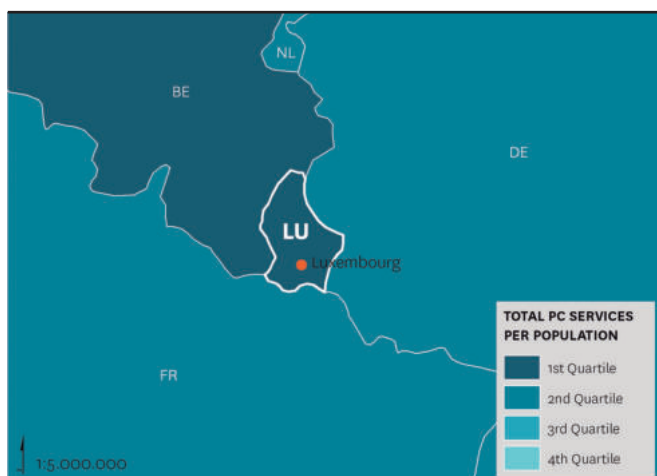 NL
BE
DE
LU
Luxembourg
FR
1:5.000.000
TOTAL PC SERVICES
PER POPULATION
1st Quartile
2nd Quartile
3rd Quartile
4th Quartile